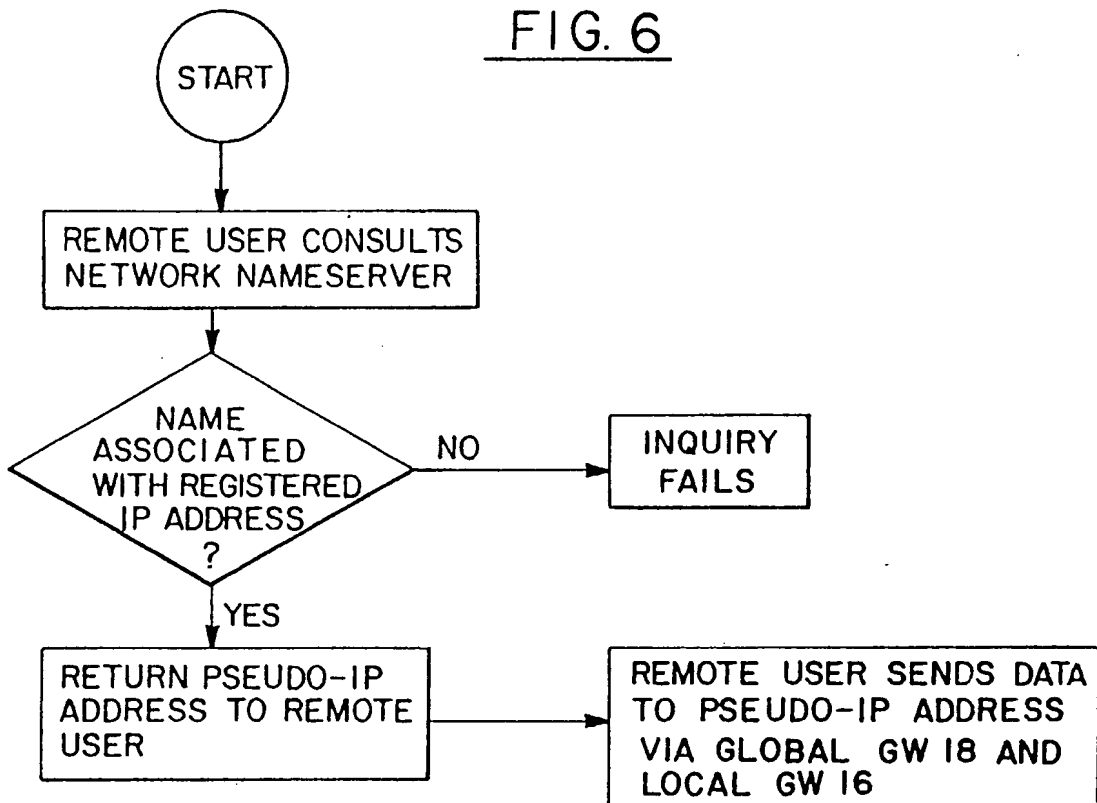 FIG. 6
START
REMOTE USER CONSULTS
NETWORK NAMESERVER
NAME
ASSOCIATED
WITH REGISTERED
IP ADDRESS
?
NO
INQUIRY
FAILS
YES
RETURN PSEUDO-IP
ADDRESS TO REMOTE
USER
REMOTE USER SENDS DATA
TO PSEUDO-IP ADDRESS
VIA GLOBAL GW 18 AND
LOCAL GW 16